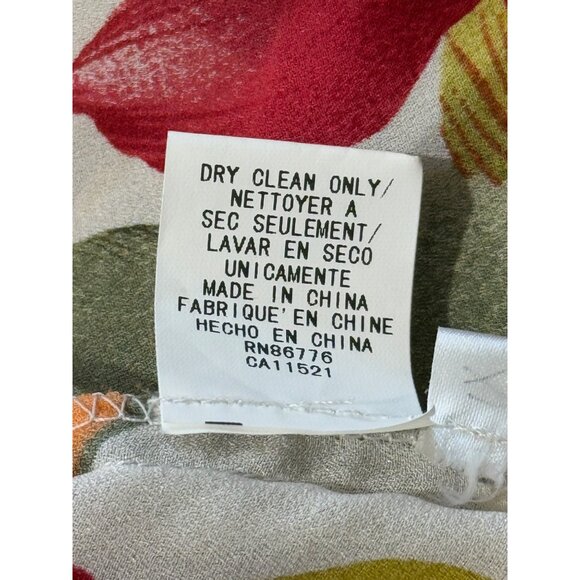 DRY CLEAN ONLY/
NETTOYER A
SEC SEULEMENT/
LAVAR EN SECO
UNICAMENTE
MADE IN CHINA
FABRIQUE'EN CHINE
HECHO EN CHINA
RN86776
CA11521